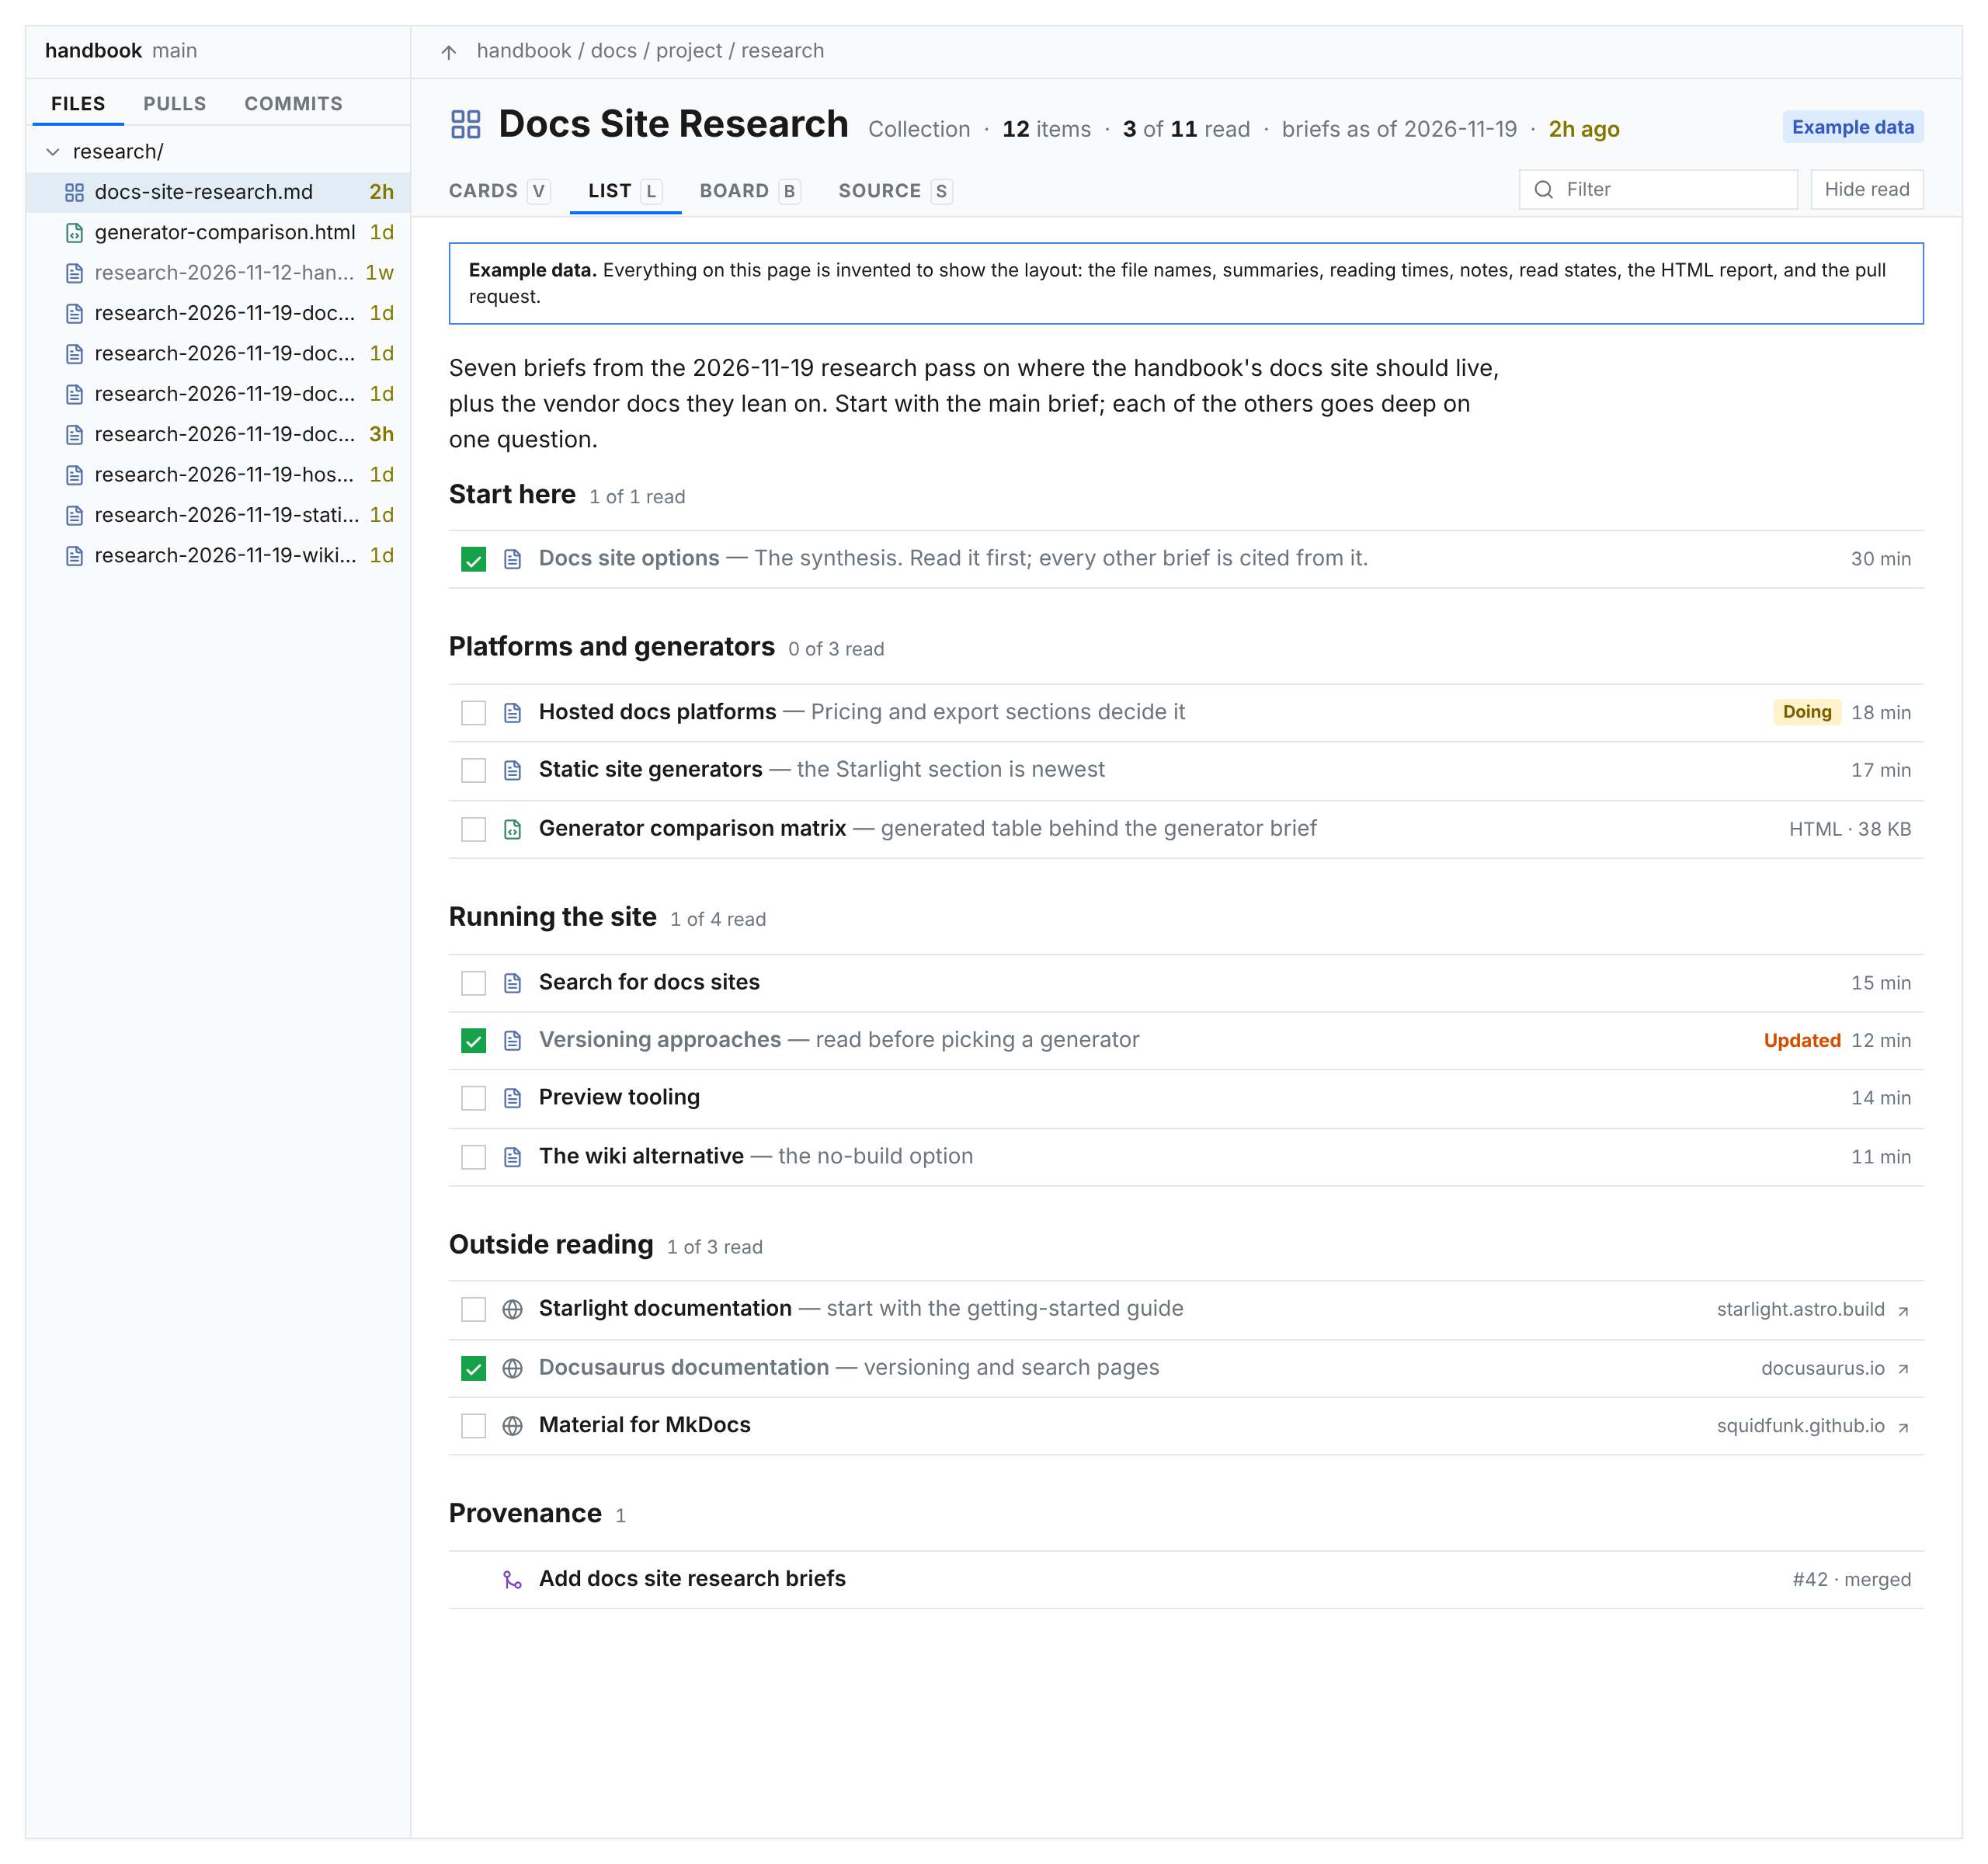 handbook main
FILES PULLS COMMITS
research/
docs-site-research.md 2h
generator-comparison.html 1d
research-2026-11-12-han... 1w
research-2026-11-19-doc... 1d
research-2026-11-19-doc... 1d
research-2026-11-19-doc... 1d
research-2026-11-19-doc... 3h
research-2026-11-19-hos... 1d
research-2026-11-19-stati... 1d
research-2026-11-19-wiki... 1d
handbook / docs / project / research
Docs Site Research Collection · 12 items · 3 of 11 read · briefs as of 2026-11-19 · 2h ago Example data
CARDS V LIST L BOARD B SOURCE S Filter Hide read
Example data. Everything on this page is invented to show the layout: the file names, summaries, reading times, notes, read states, the HTML report, and the pull
request.
Seven briefs from the 2026-11-19 research pass on where the handbook's docs site should live,
plus the vendor docs they lean on. Start with the main brief; each of the others goes deep on
one question.
Start here 1 of 1 read
Docs site options — The synthesis. Read it first; every other brief is cited from it. 30 min
Platforms and generators 0 of 3 read
Hosted docs platforms — Pricing and export sections decide it Doing 18 min
Static site generators — the Starlight section is newest 17 min
Generator comparison matrix — generated table behind the generator brief HTML · 38 KB
Running the site 1 of 4 read
Search for docs sites 15 min
Versioning approaches — read before picking a generator Updated 12 min
Preview tooling 14 min
The wiki alternative — the no-build option 11 min
Outside reading 1 of 3 read
Starlight documentation — start with the getting-started guide starlight.astro.build
Docusaurus documentation — versioning and search pages docusaurus.io
Material for MkDocs squidfunk.github.io
Provenance 1
Add docs site research briefs #42 · merged